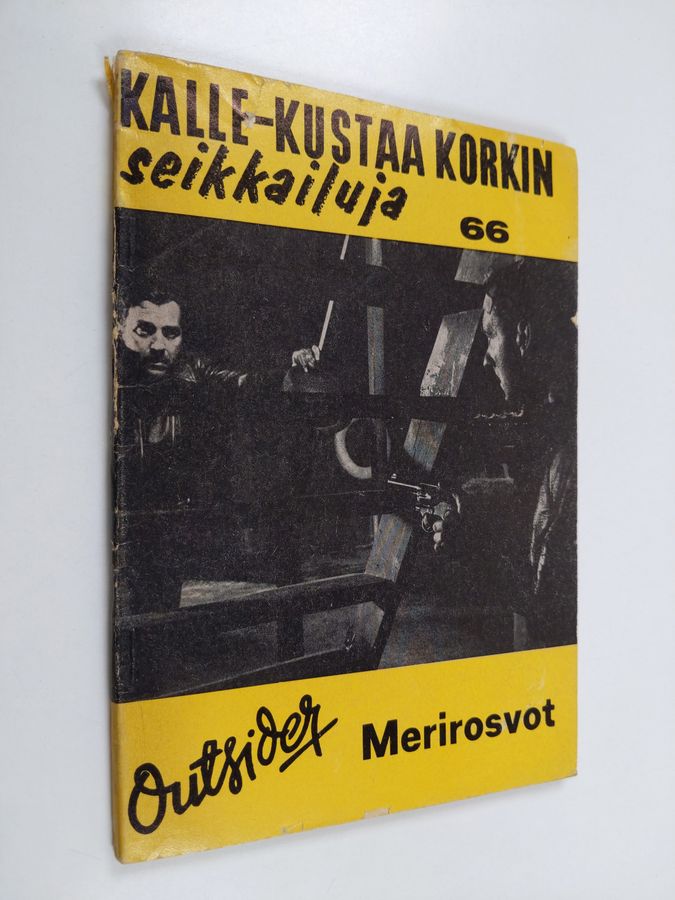 KALLE-KUSTAA KORKIN
seikkailuja
66
Outsider
Merirosvot